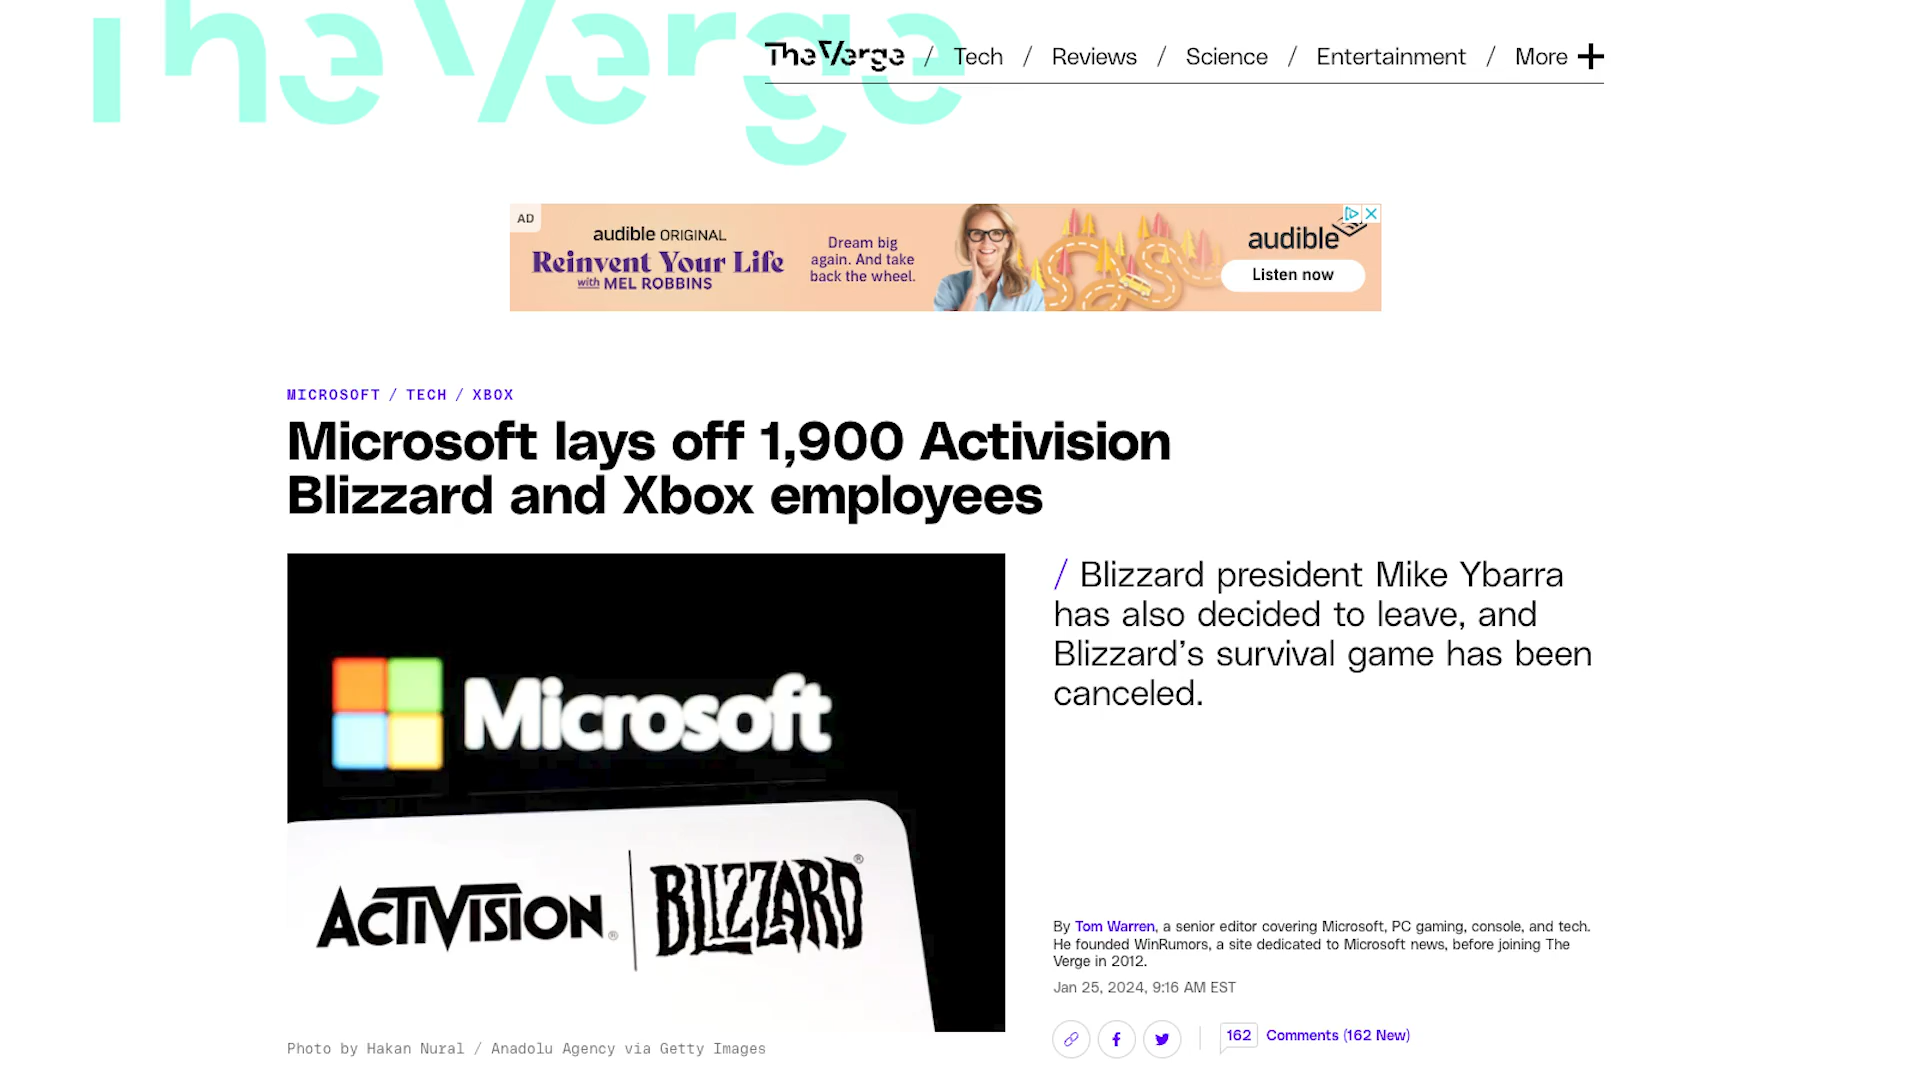 The Verge
The Verge / Tech / Reviews / Science / Entertainment / More +
AD
audible ORIGINAL
Reinvent Your Life
with MEL ROBBINS
Dream big
again. And take
back the wheel.
audible
Listen now
MICROSOFT / TECH / XBOX
Microsoft lays off 1,900 Activision
Blizzard and Xbox employees
Microsoft
ACTIVISION® | BLIZZARD®
Photo by Hakan Nural / Anadolu Agency via Getty Images
/ Blizzard president Mike Ybarra
has also decided to leave, and
Blizzard’s survival game has been
canceled.
By Tom Warren, a senior editor covering Microsoft, PC gaming, console, and tech.
He founded WinRumors, a site dedicated to Microsoft news, before joining The
Verge in 2012.
Jan 25, 2024, 9:16 AM EST
162 Comments (162 New)